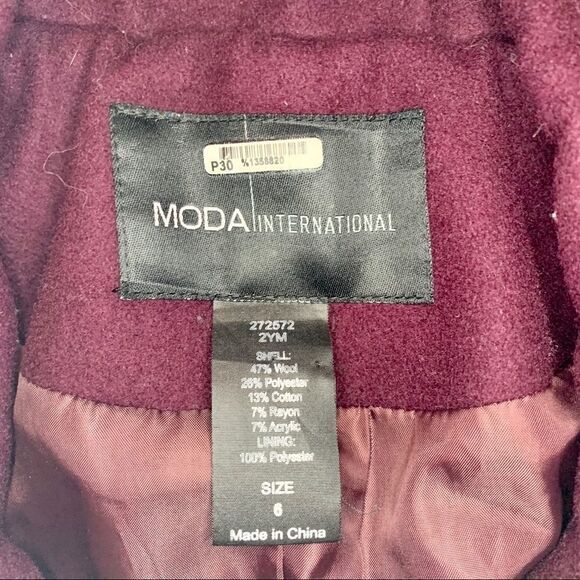 P30 %1358820
MODA INTERNATIONAL
272572
2YM
SHELL:
47% Wool
26% Polyester
13% Cotton
7% Rayon
7% Acrylic
LINING:
100% Polyester
SIZE
6
Made in China